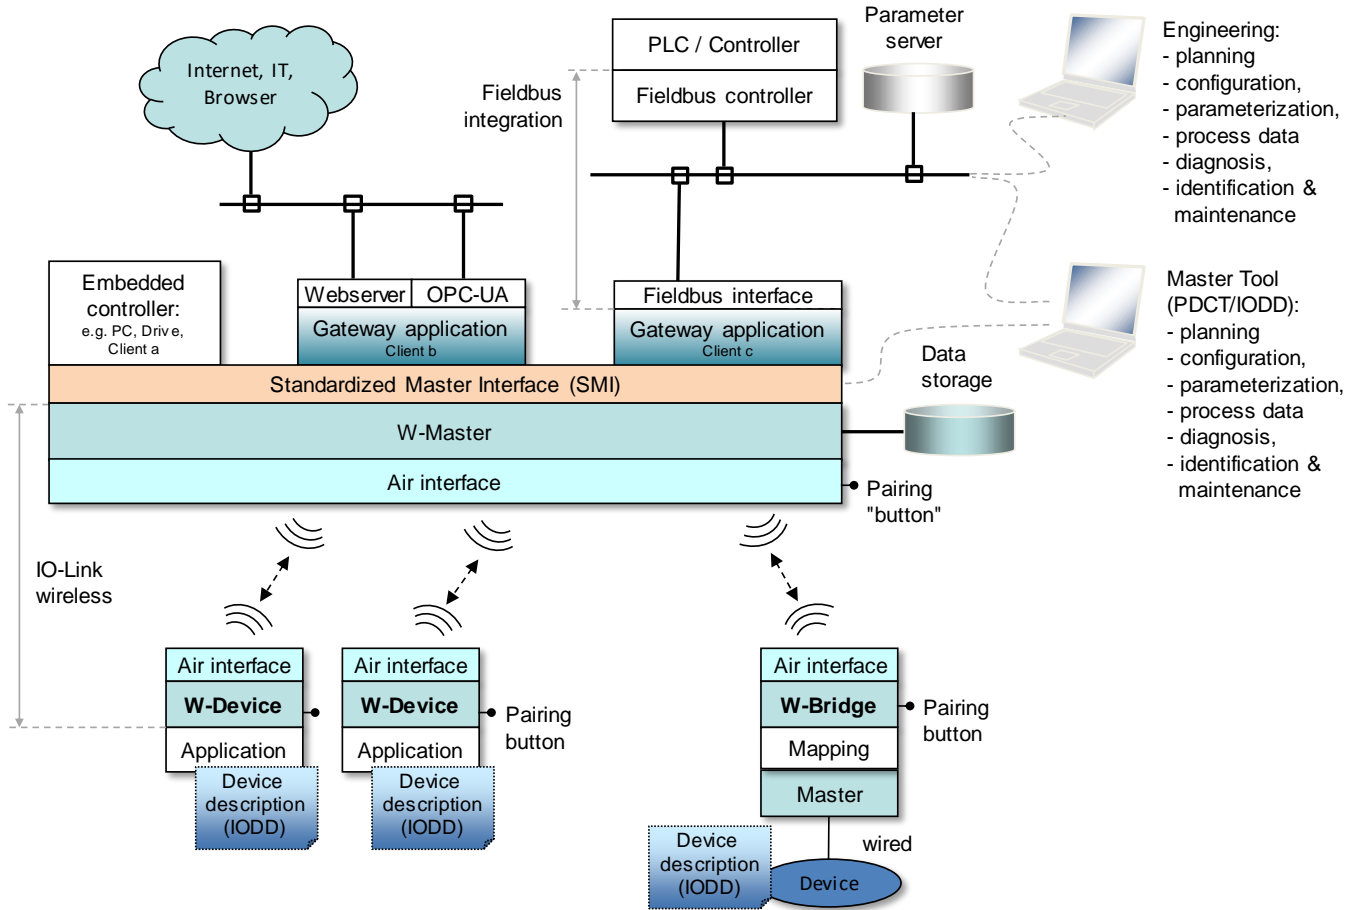 Internet, IT,
Browser
Fieldbus
integration
PLC / Controller
Fieldbus controller
Parameter
server
Engineering:
- planning
- configuration,
- parameterization,
- process data
- diagnosis,
- identification &
maintenance
Embedded
controller:
e.g. PC, Drive,
Client a
Webserver
OPC-UA
Gateway application
Client b
Fieldbus interface
Gateway application
Client c
Master Tool
(PDCT/IODD):
- planning
- configuration,
- parameterization,
- process data
- diagnosis,
- identification &
maintenance
Standardized Master Interface (SMI)
Data
storage
W-Master
Air interface
Pairing
"button"
IO-Link
wireless
Air interface
W-Device
Application
Device
description
(IODD)
Air interface
W-Device
Application
Pairing
button
Device
description
(IODD)
Air interface
W-Bridge
Mapping
Master
Pairing
button
wired
Device
description
(IODD)
Device